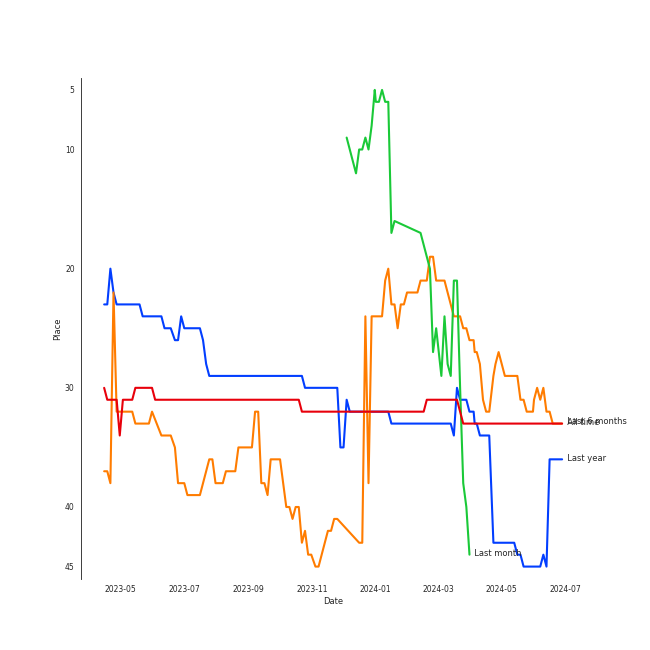 5
10
20
30
40
45
Place
2023-05
2023-07
2023-09
2023-11
2024-01
2024-03
2024-05
2024-07
Date
Last 6 months
All time
Last year
Last month